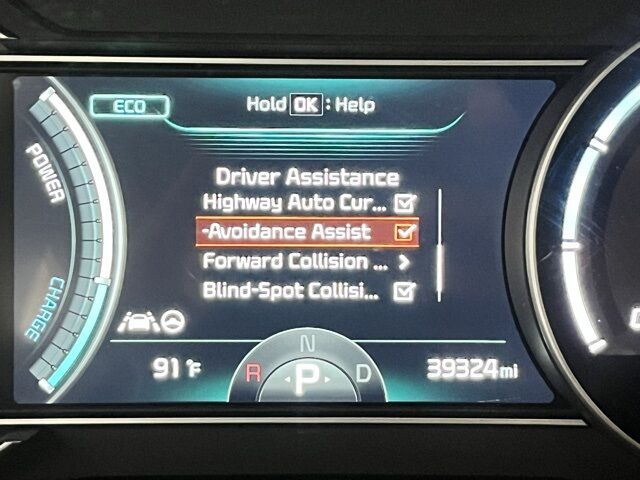 ECO
Hold OK : Help
POWER
Driver Assistance
Highway Auto Cur...
-Avoidance Assist
Forward Collision ... >
Blind-Spot Collisi...
CHARGE
N
91°F
R
P
D
39324 mi